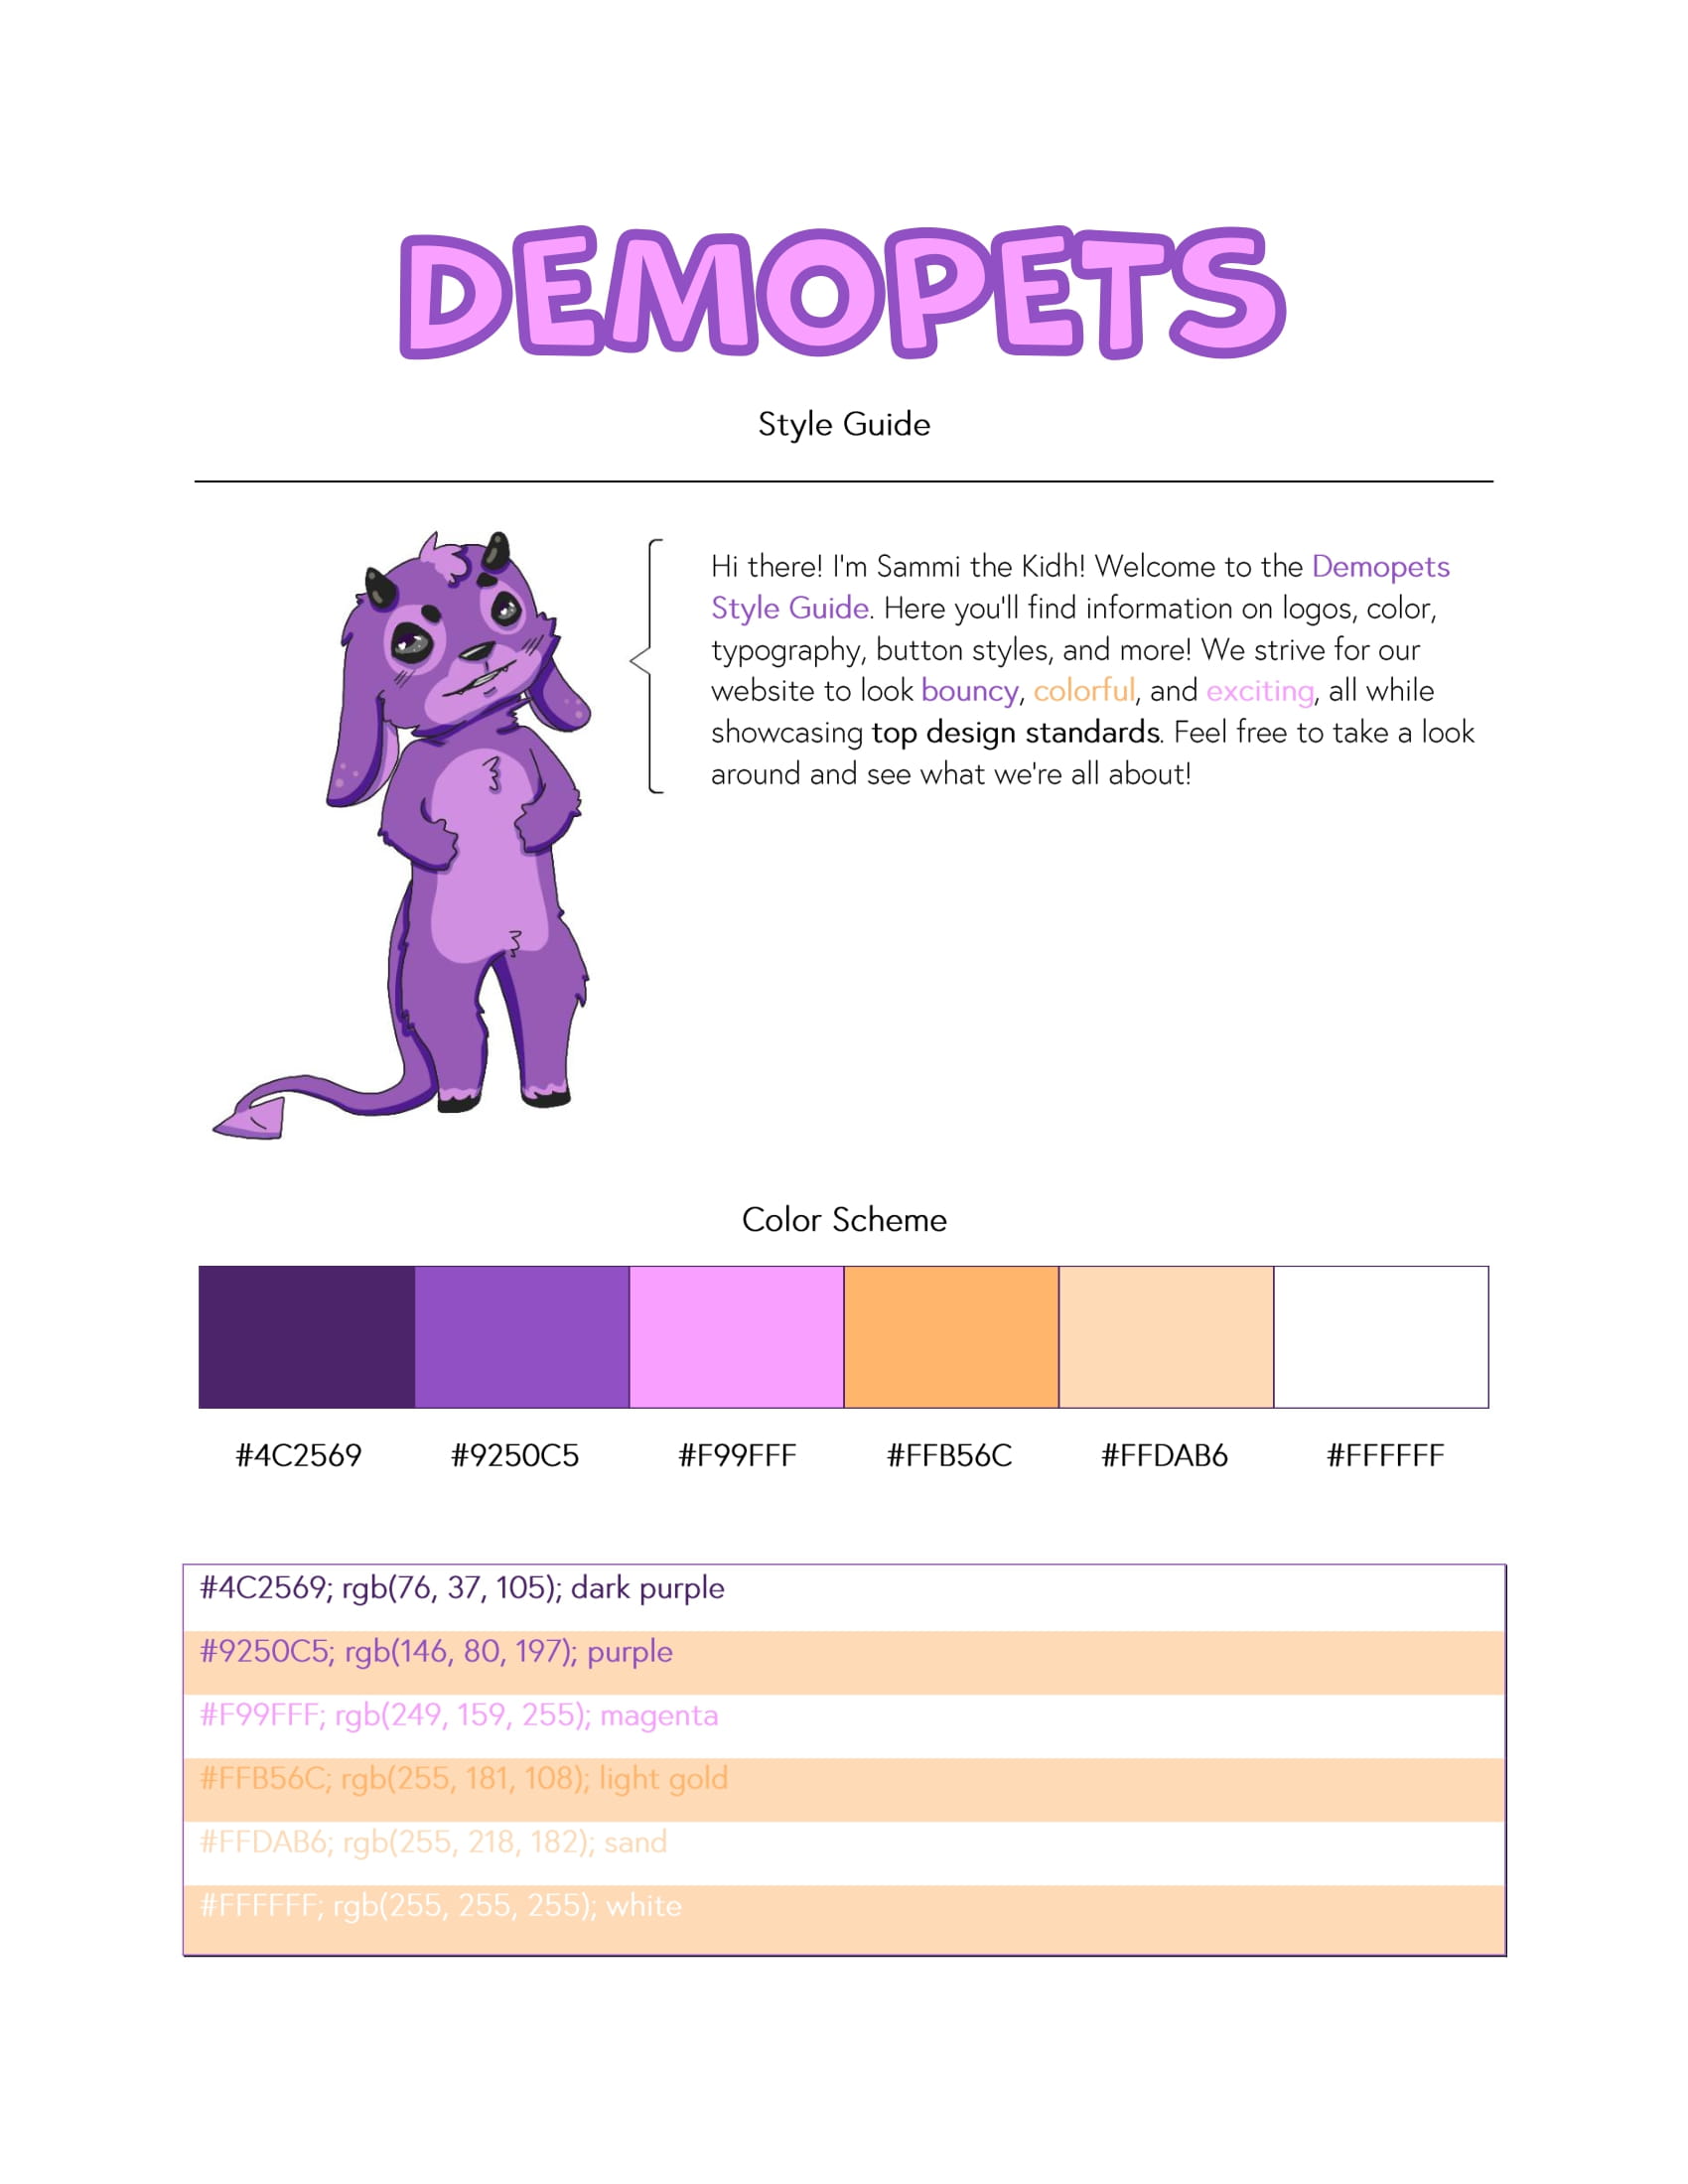 DEMOPETS
Style Guide
Hi there! I'm Sammi the Kidh! Welcome to the Demopets
Style Guide. Here you'll find information on logos, color,
typography, button styles, and more! We strive for our
website to look bouncy, colorful, and exciting, all while
showcasing top design standards. Feel free to take a look
around and see what we're all about!
Color Scheme
#4C2569 #9250C5 #F99FFF #FFB56C #FFDAB6 #FFFFFF
#4C2569; rgb(76, 37, 105); dark purple
#9250C5; rgb(146, 80, 197); purple
#F99FFF; rgb(249, 159, 255); magenta
#FFB56C; rgb(255, 181, 108); light gold
#FFDAB6; rgb(255, 218, 182); sand
#FFFFFF; rgb(255, 255, 255); white